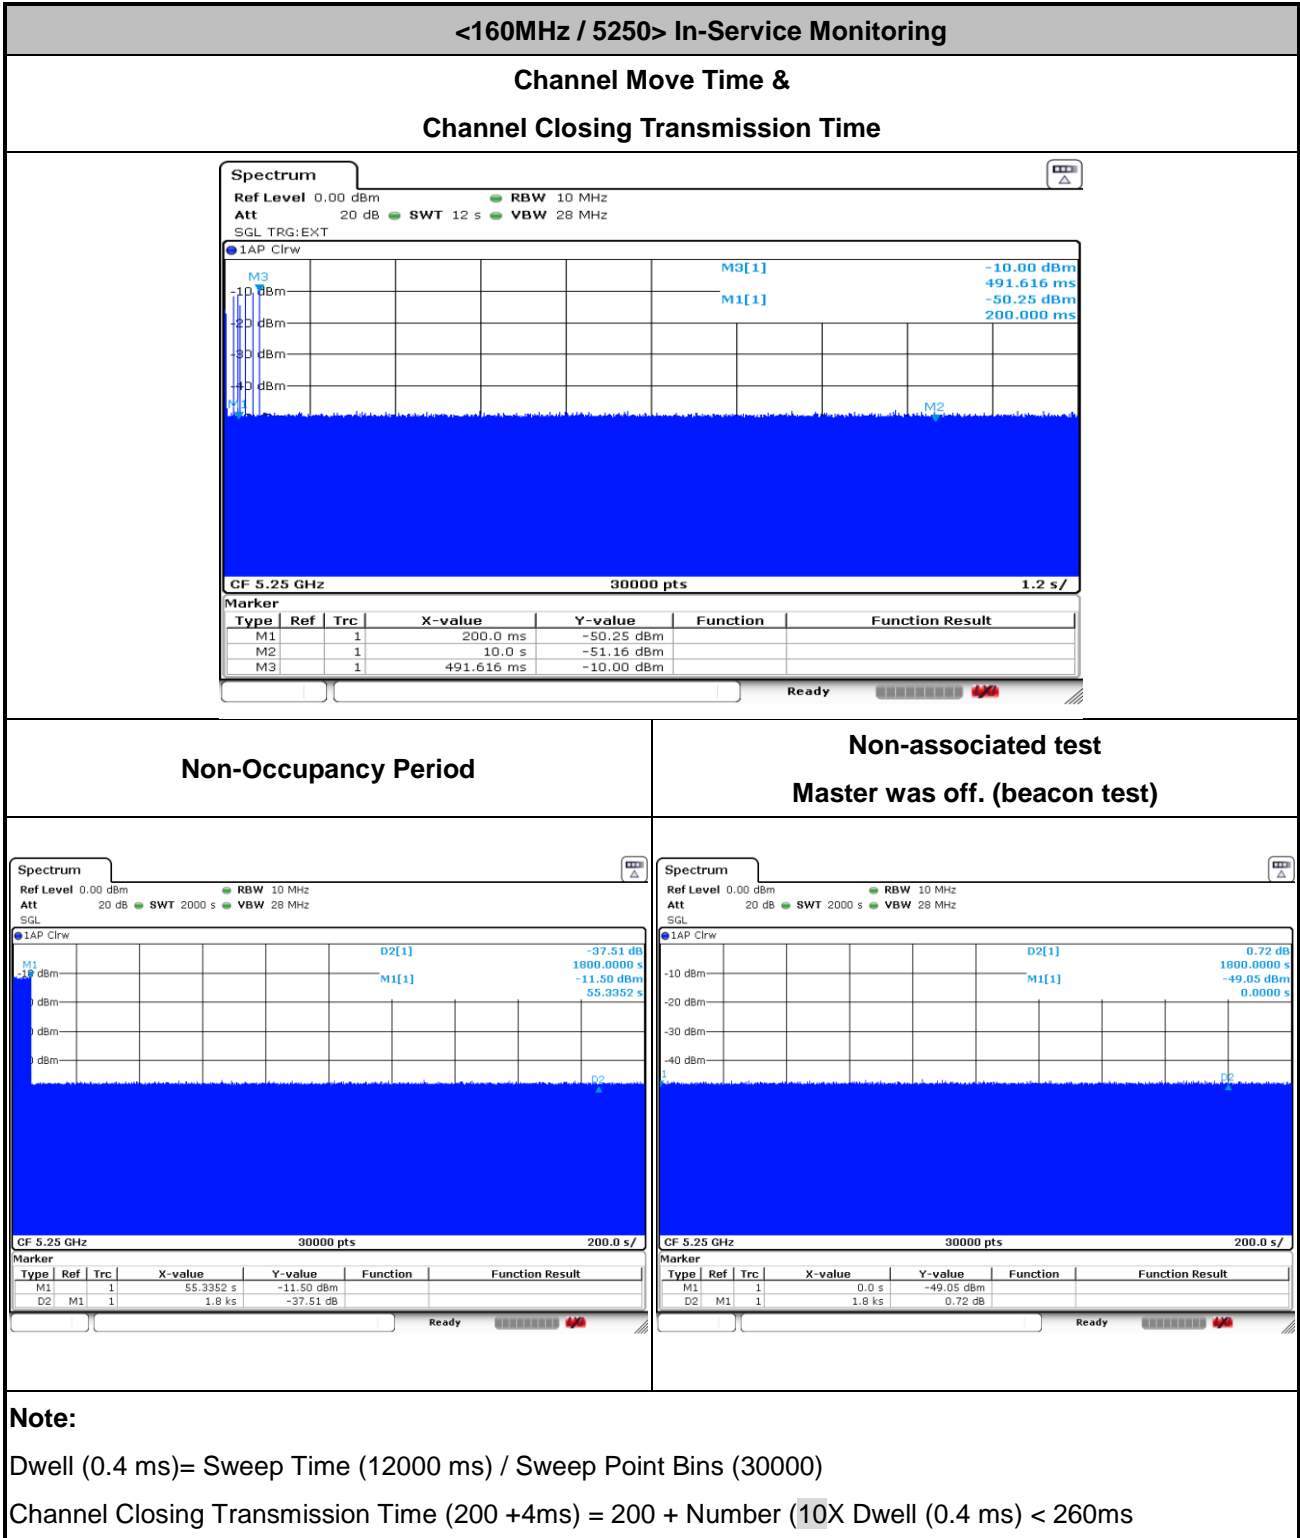 <160MHz / 5250> In-Service Monitoring
Channel Move Time &
Channel Closing Transmission Time
Spectrum
Ref Level 0.00 dBm RBW 10 MHz
Att 20 dB SWT 12 s VBW 28 MHz
SGL TRG:EXT
1AP Clrw
M3[1] -10.00 dBm
491.616 ms
M1[1] -50.25 dBm
200.000 ms
M3
-10 dBm
-20 dBm
-30 dBm
-40 dBm
M1
M2
CF 5.25 GHz 30000 pts 1.2 s/
Marker
Type Ref Trc X-value Y-value Function Function Result
M1 1 200.0 ms -50.25 dBm
M2 1 10.0 s -51.16 dBm
M3 1 491.616 ms -10.00 dBm
Ready
Non-Occupancy Period
Non-associated test
Master was off. (beacon test)
Spectrum
Ref Level 0.00 dBm RBW 10 MHz
Att 20 dB SWT 2000 s VBW 28 MHz
SGL
1AP Clrw
D2[1] -37.51 dB
1800.0000 s
M1[1] -11.50 dBm
55.3352 s
M1
-10 dBm
0 dBm
0 dBm
0 dBm
D2
CF 5.25 GHz 30000 pts 200.0 s/
Marker
Type Ref Trc X-value Y-value Function Function Result
M1 1 55.3352 s -11.50 dBm
D2 M1 1 1.8 ks -37.51 dB
Ready
Spectrum
Ref Level 0.00 dBm RBW 10 MHz
Att 20 dB SWT 2000 s VBW 28 MHz
SGL
1AP Clrw
D2[1] 0.72 dB
1800.0000 s
M1[1] -49.05 dBm
0.0000 s
-10 dBm
-20 dBm
-30 dBm
-40 dBm
1
D2
CF 5.25 GHz 30000 pts 200.0 s/
Marker
Type Ref Trc X-value Y-value Function Function Result
M1 1 0.0 s -49.05 dBm
D2 M1 1 1.8 ks 0.72 dB
Ready
Note:
Dwell (0.4 ms)= Sweep Time (12000 ms) / Sweep Point Bins (30000)
Channel Closing Transmission Time (200 +4ms) = 200 + Number (10X Dwell (0.4 ms) < 260ms